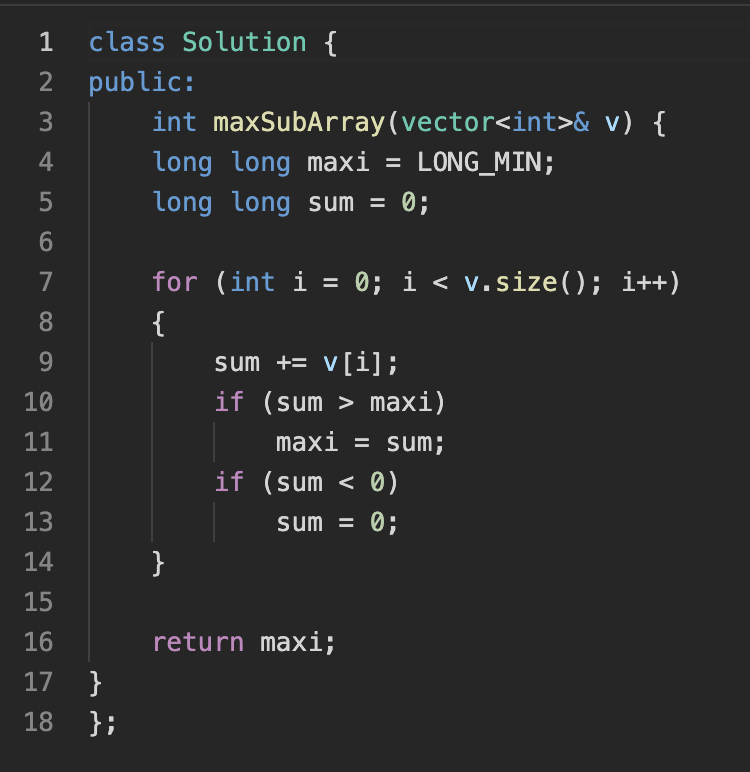 1 class Solution {
2 public:
3     int maxSubArray(vector<int>& v) {
4     long long maxi = LONG_MIN;
5     long long sum = 0;
6
7     for (int i = 0; i < v.size(); i++)
8     {
9         sum += v[i];
10         if (sum > maxi)
11             maxi = sum;
12         if (sum < 0)
13             sum = 0;
14     }
15
16     return maxi;
17 }
18 };